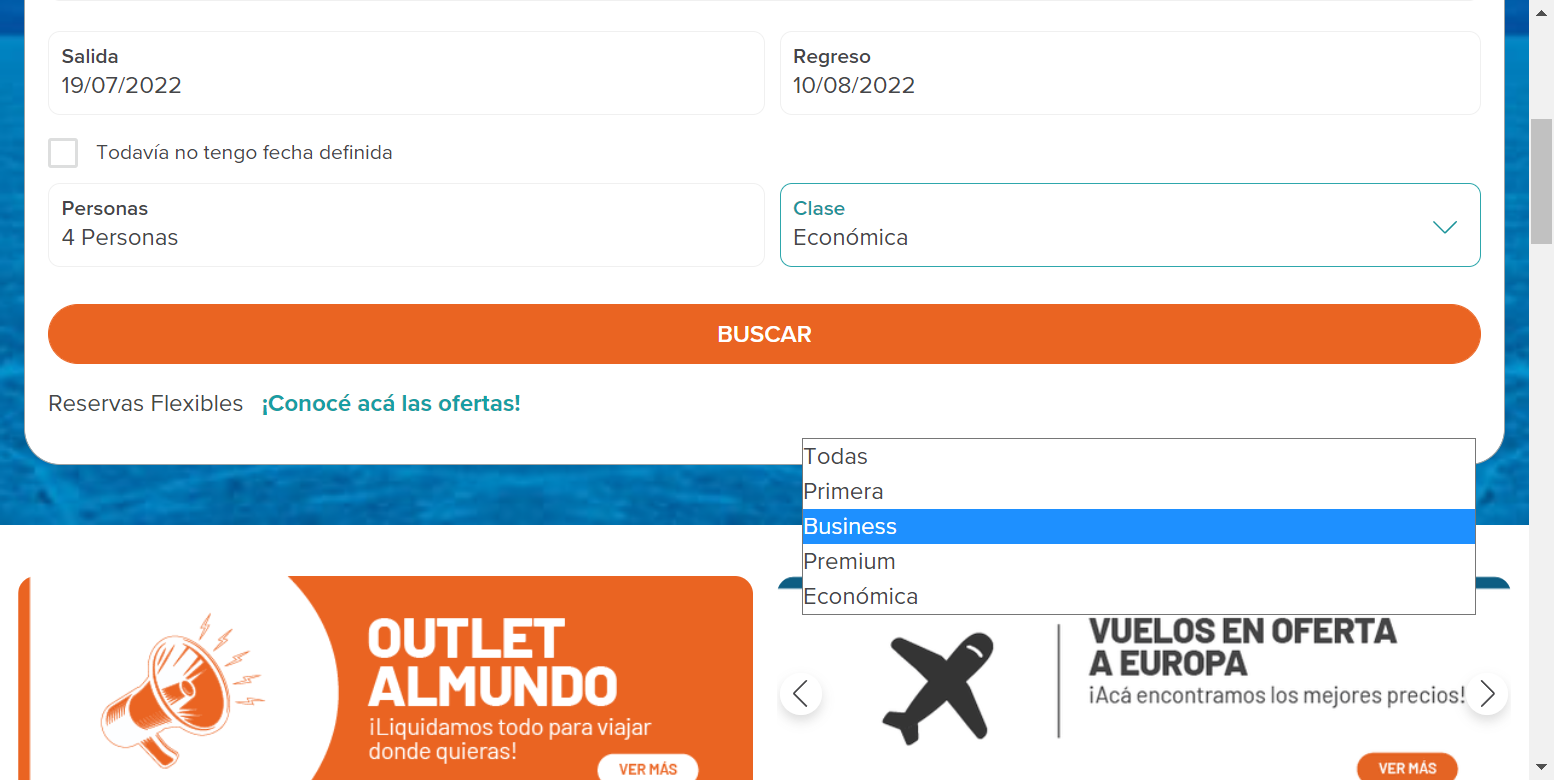 Salida
19/07/2022
Regreso
10/08/2022
Todavía no tengo fecha definida
Personas
4 Personas
Clase
Económica
BUSCAR
Reservas Flexibles ¡Conocé acá las ofertas!
Todas
Primera
Business
Premium
Económica
OUTLET
ALMUNDO
¡Liquidamos todo para viajar
donde quieras!
VER MÁS
VUELOS EN OFERTA
A EUROPA
¡Acá encontramos los mejores precios!
VER MÁS